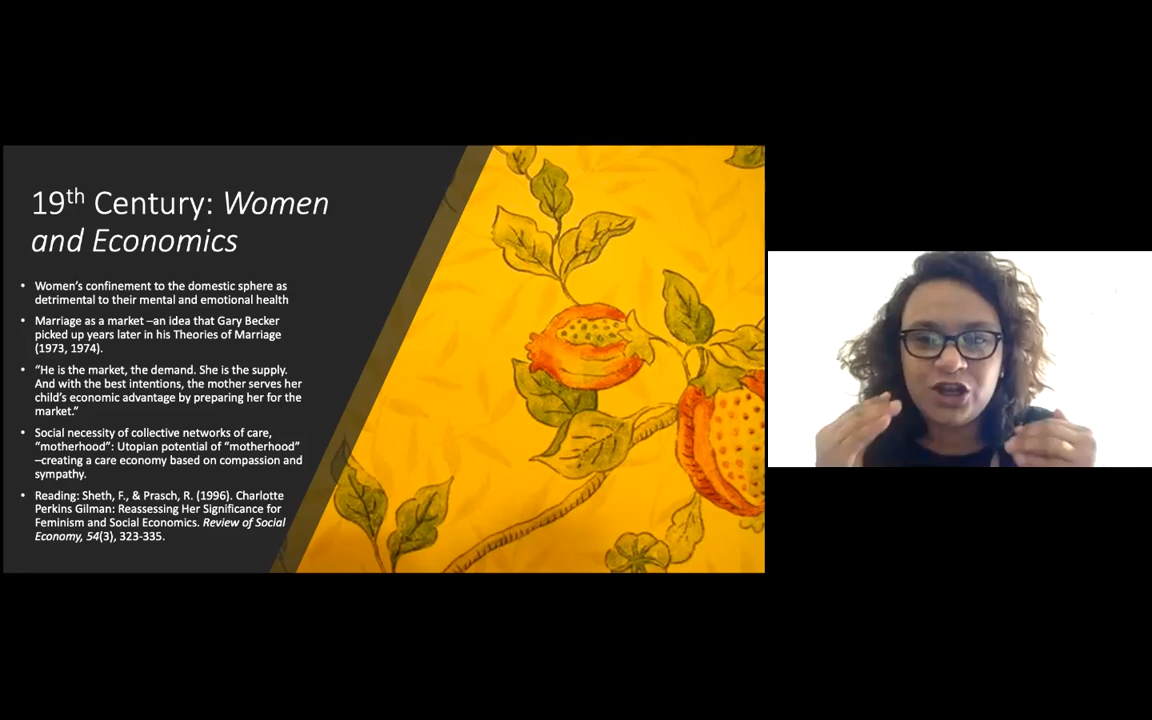 19th Century: Women
and Economics
• Women's confinement to the domestic sphere as
detrimental to their mental and emotional health
• Marriage as a market –an idea that Gary Becker
picked up years later in his Theories of Marriage
(1973, 1974).
• “He is the market, the demand. She is the supply.
And with the best intentions, the mother serves her
child's economic advantage by preparing her for the
market.”
• Social necessity of collective networks of care,
“motherhood”: Utopian potential of “motherhood”
–creating a care economy based on compassion and
sympathy.
• Reading: Sheth, F., & Prasch, R. (1996). Charlotte
Perkins Gilman: Reassessing Her Significance for
Feminism and Social Economics. Review of Social
Economy, 54(3), 323-335.